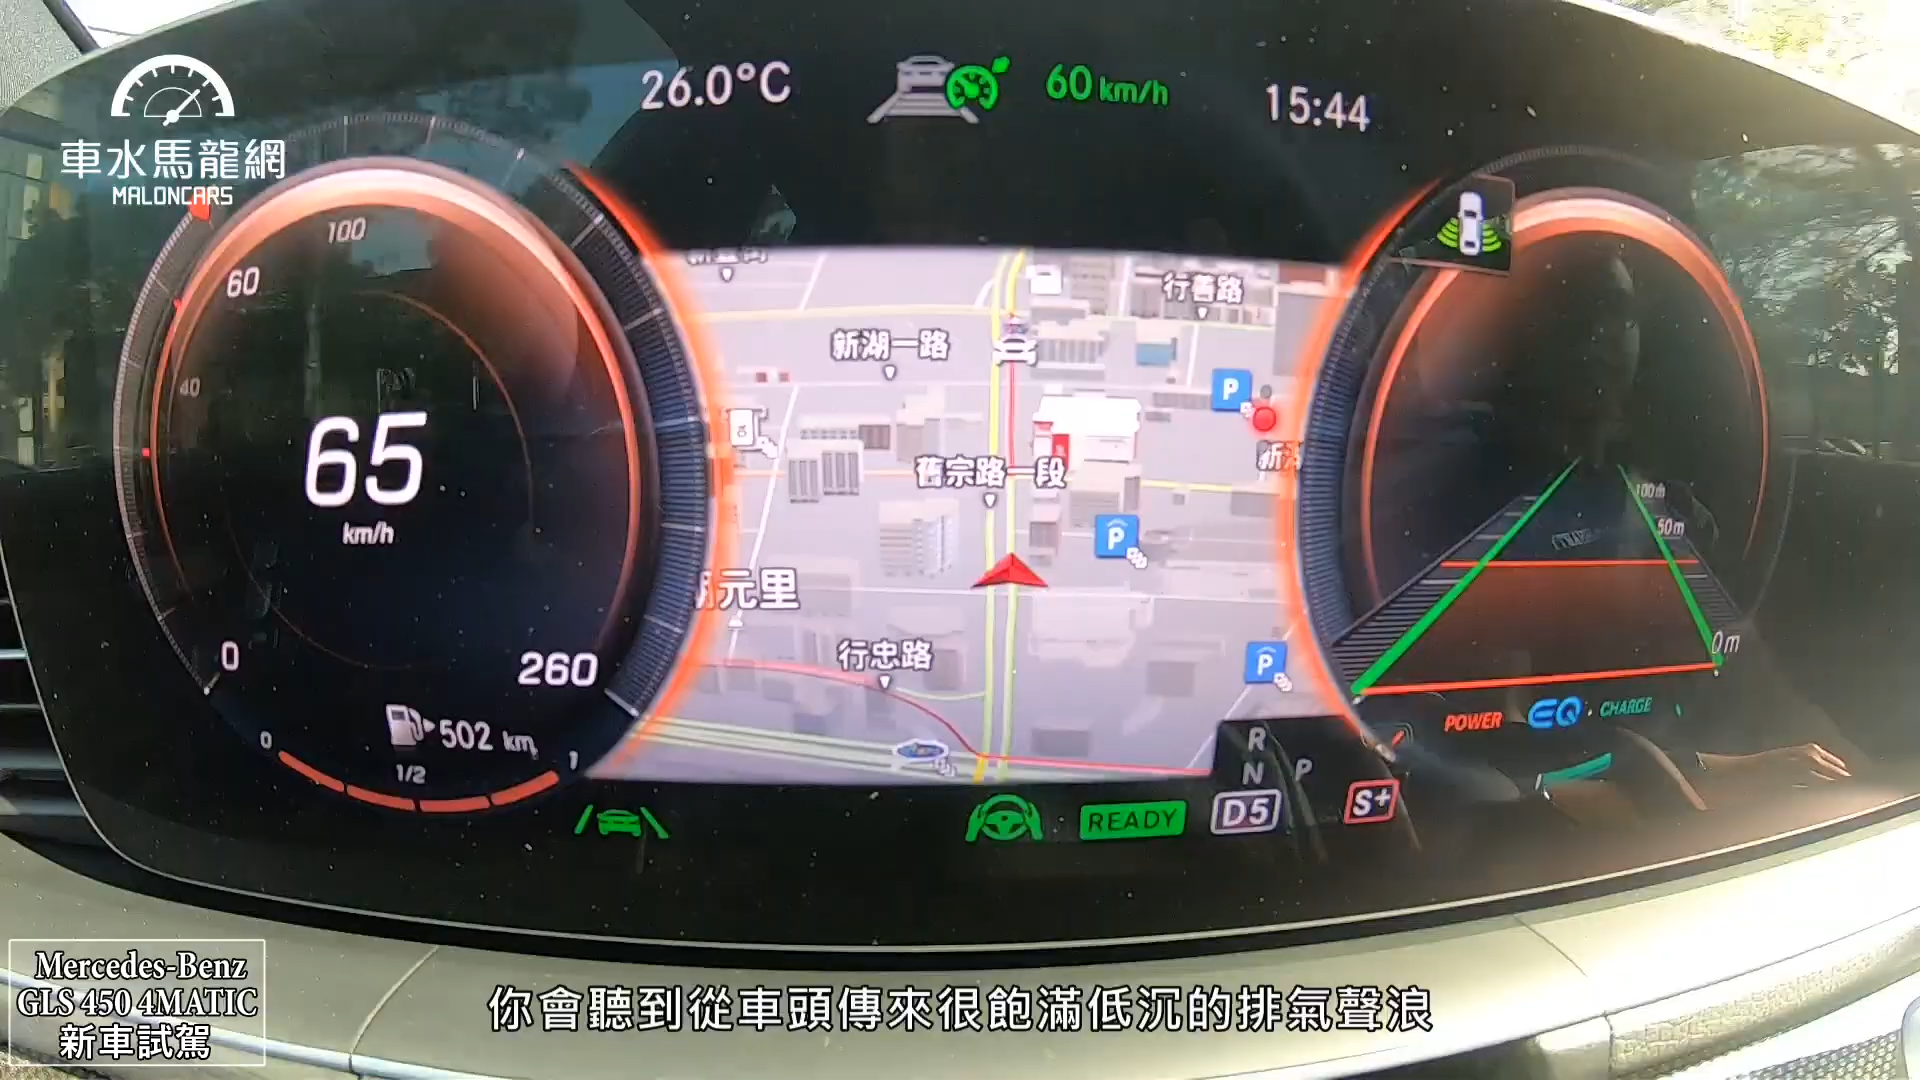 車水馬龍網
MALONCARS
26.0°C
60 km/h
15:44
100
60
40
65
km/h
0
260
502 km
0
1/2
1
行善路
新湖一路
舊宗路一段
元里
行忠路
P
P
P
100m
50m
0m
POWER
EQ
CHARGE
R
N
P
D5
S+
READY
Mercedes-Benz
GLS 450 4MATIC
新車試駕
你會聽到從車頭傳來很飽滿低沉的排氣聲浪